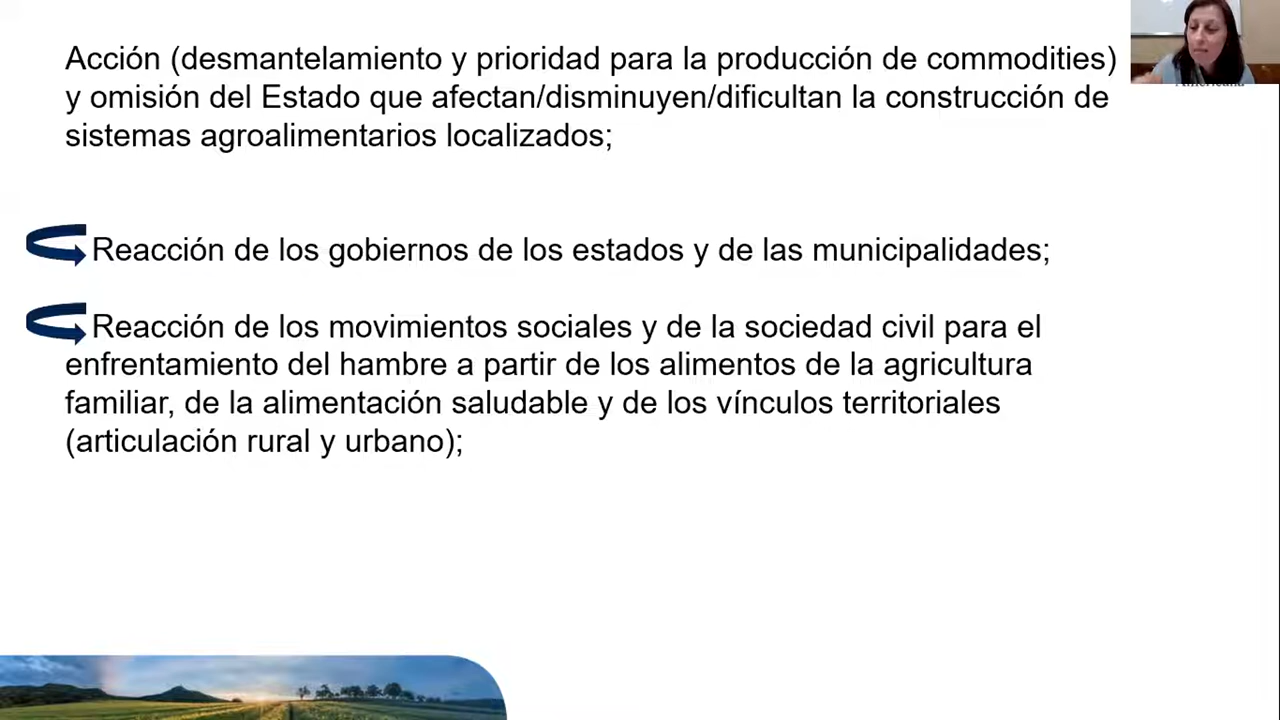 Acción (desmantelamiento y prioridad para la producción de commodities)
y omisión del Estado que afectan/disminuyen/dificultan la construcción de
sistemas agroalimentarios localizados;
Reacción de los gobiernos de los estados y de las municipalidades;
Reacción de los movimientos sociales y de la sociedad civil para el
enfrentamiento del hambre a partir de los alimentos de la agricultura
familiar, de la alimentación saludable y de los vínculos territoriales
(articulación rural y urbano);